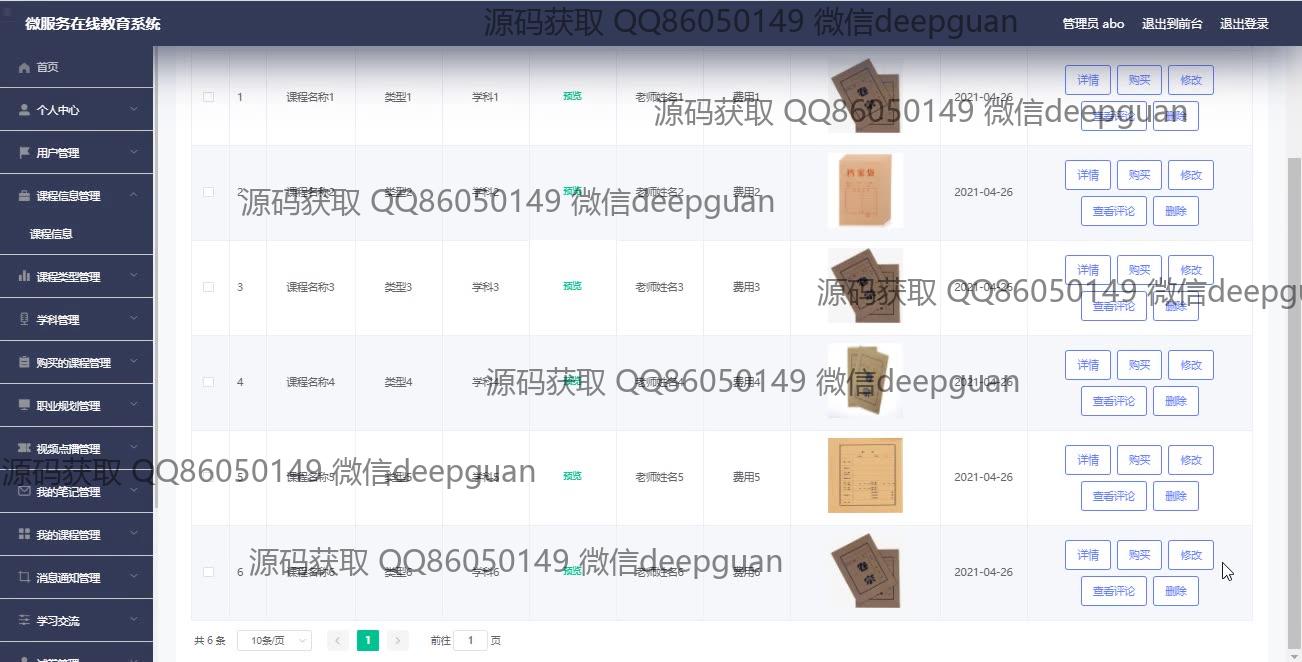 微服务在线教育系统
源码获取 QQ86050149 微信deepguan
管理员 abo 退出到前台 退出登录
首页
个人中心
用户管理
课程信息管理
课程信息
课程类型管理
学科管理
购买的课程管理
职业规划管理
视频点播管理
我的笔记管理
我的课程管理
消息通知管理
学习交流
1 课程名称1 类型1 学科1 预览 老师姓名1 费用1 卷宗 2021-04-26 详情 购买 修改
查看评论 删除
源码获取 QQ86050149 微信deepguan
2 课程名称2 类型2 学科2 预览 老师姓名2 费用2 档案袋 2021-04-26 详情 购买 修改
查看评论 删除
源码获取 QQ86050149 微信deepguan
3 课程名称3 类型3 学科3 预览 老师姓名3 费用3 卷宗 2021-04-26 详情 购买 修改
查看评论 删除
源码获取 QQ86050149 微信deepgu
4 课程名称4 类型4 学科4 预览 老师姓名4 费用4 2021-04-26 详情 购买 修改
查看评论 删除
源码获取 QQ86050149 微信deepguan
5 课程名称5 类型5 学科5 预览 老师姓名5 费用5 2021-04-26 详情 购买 修改
查看评论 删除
源码获取 QQ86050149 微信deepguan
6 课程名称6 类型6 学科6 预览 老师姓名6 费用6 卷宗 2021-04-26 详情 购买 修改
查看评论 删除
源码获取 QQ86050149 微信deepguan
共 6 条 10条/页 1 前往 1 页